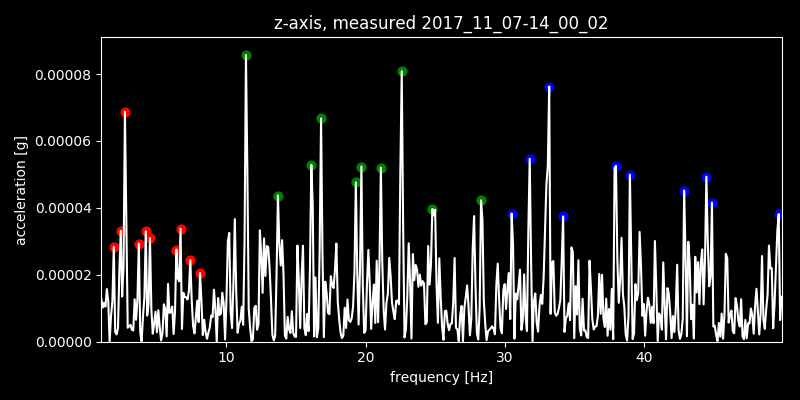 z-axis, measured 2017_11_07-14_00_02
0.00008
0.00006
0.00004
0.00002
0.00000
acceleration [g]
10 20 30 40
frequency [Hz]